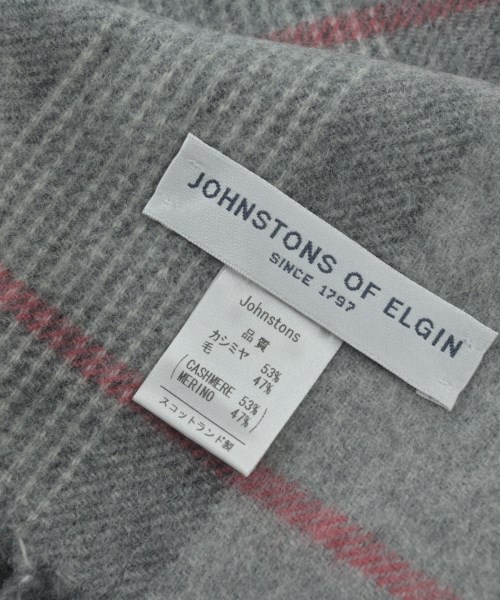 JOHNSTONS OF ELGIN
SINCE 1797
Johnstons
品質
カシミヤ 53%
毛 47%
(CASHMERE 53%
MERINO 47%)
スコットランド製